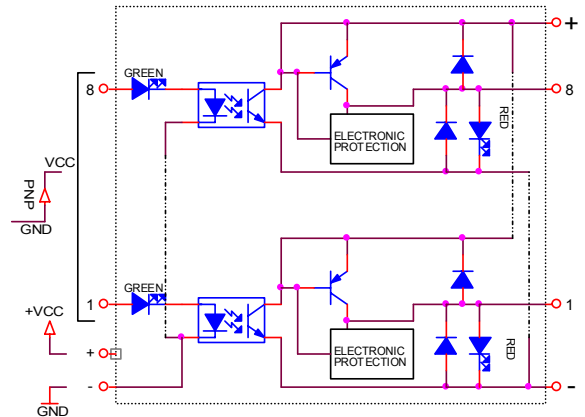 +
GREEN
8
8
RED
ELECTRONIC
PROTECTION
VCC
PNP
GND
GREEN
1
1
+VCC
RED
ELECTRONIC
PROTECTION
+
-
-
GND